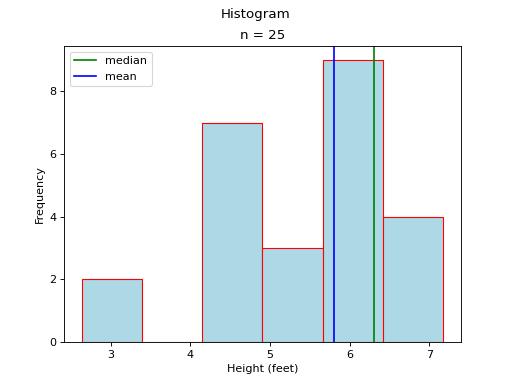 Histogram
n = 25
median
mean
8
6
4
2
0
Frequency
3 4 5 6 7
Height (feet)